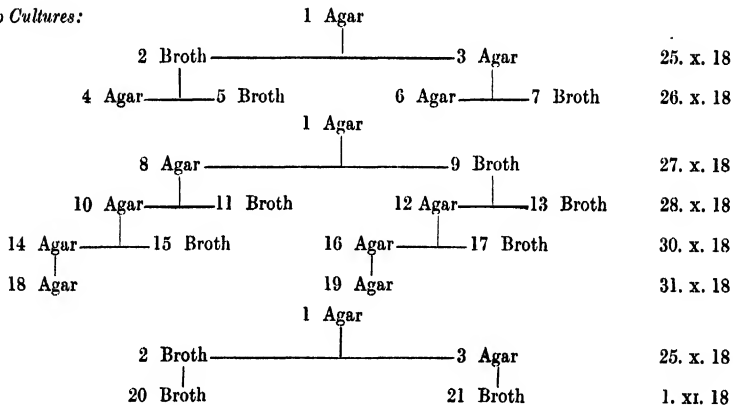 Cultures: 1 Agar
2 Broth 3 Agar 25. x. 18
4 Agar 5 Broth 6 Agar 7 Broth 26. x. 18
1 Agar
8 Agar 9 Broth 27. x. 18
10 Agar 11 Broth 12 Agar 13 Broth 28. x. 18
14 Agar 15 Broth 16 Agar 17 Broth 30. x. 18
18 Agar 19 Agar 31. x. 18
1 Agar
2 Broth 3 Agar 25. x. 18
20 Broth 21 Broth 1. XI. 18